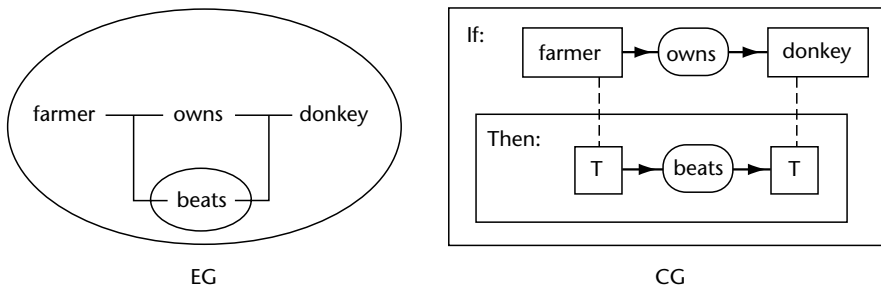 farmer owns donkey
beats
EG
If: farmer owns donkey
Then: T beats T
CG